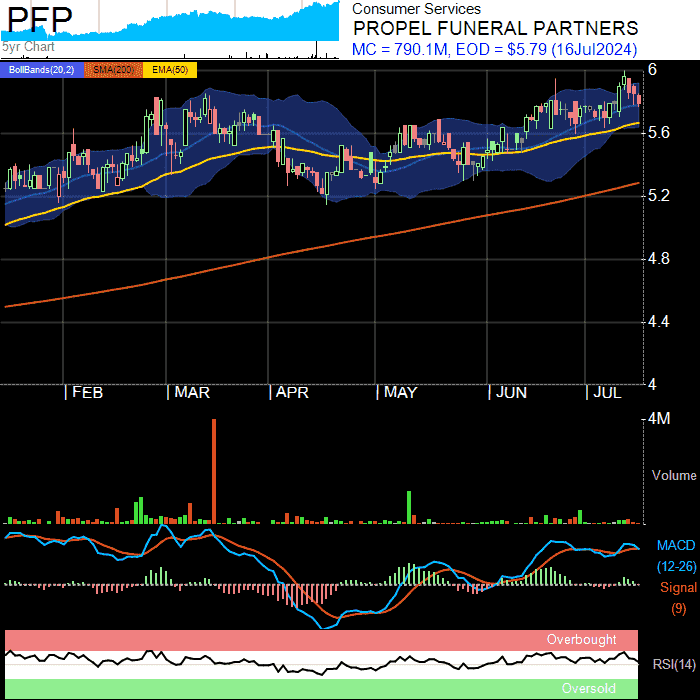 PFP
5yr Chart
Consumer Services
PROPEL FUNERAL PARTNERS
MC = 790.1M, EOD = $5.79 (16Jul2024)
BollBands(20,2) SMA(200) EMA(50)
6
5.6
5.2
4.8
4.4
4
| FEB | MAR | APR | MAY | JUN | JUL
4M
Volume
MACD
(12-26)
Signal
(9)
Overbought
RSI(14)
Oversold